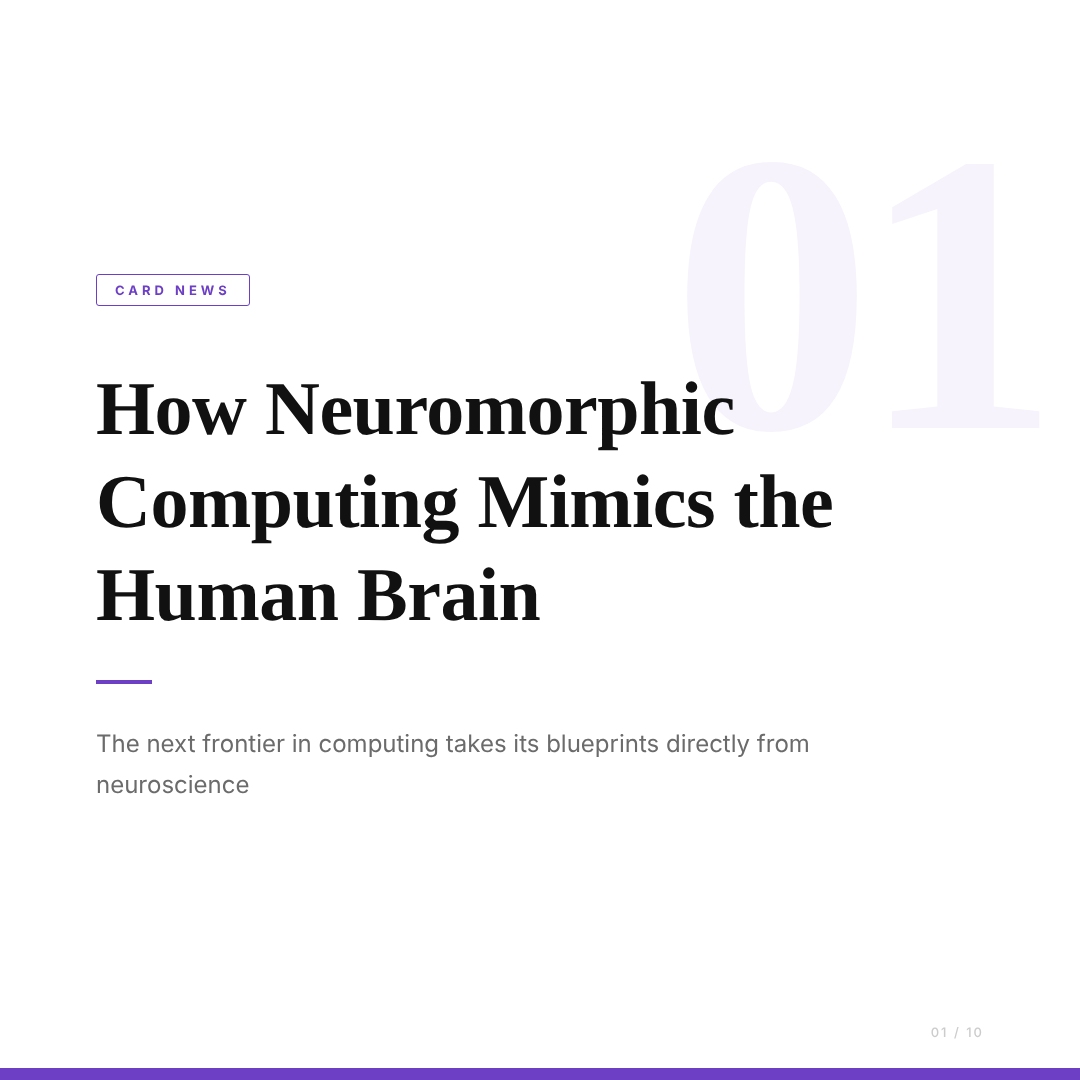 01
CARD NEWS
How Neuromorphic
Computing Mimics the
Human Brain
The next frontier in computing takes its blueprints directly from
neuroscience
01 / 10